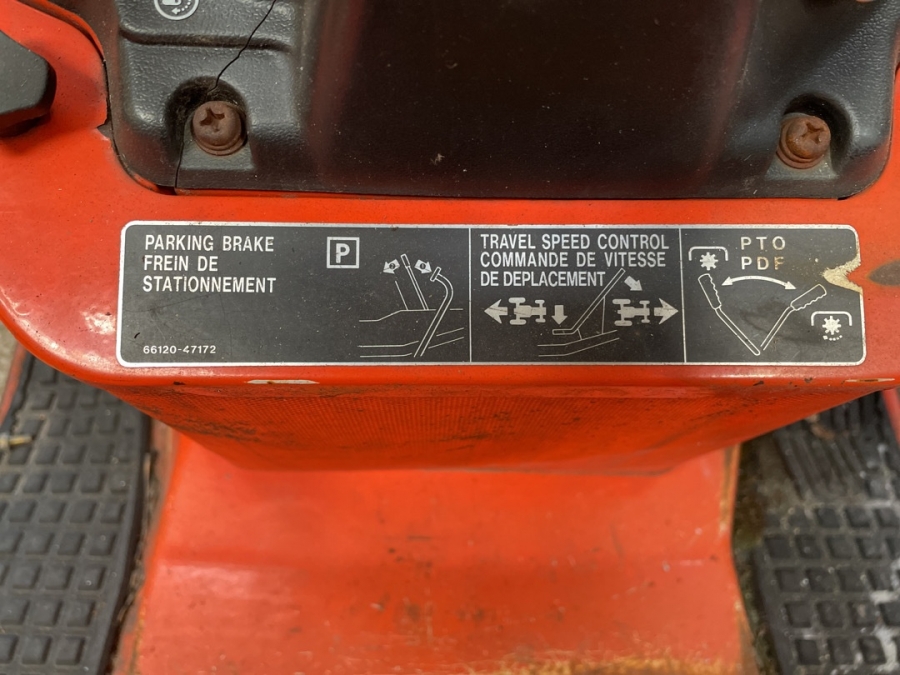 PARKING BRAKE
FREIN DE
STATIONNEMENT
P
66120-47172
TRAVEL SPEED CONTROL
COMMANDE DE VITESSE
DE DEPLACEMENT
PTO
PDF